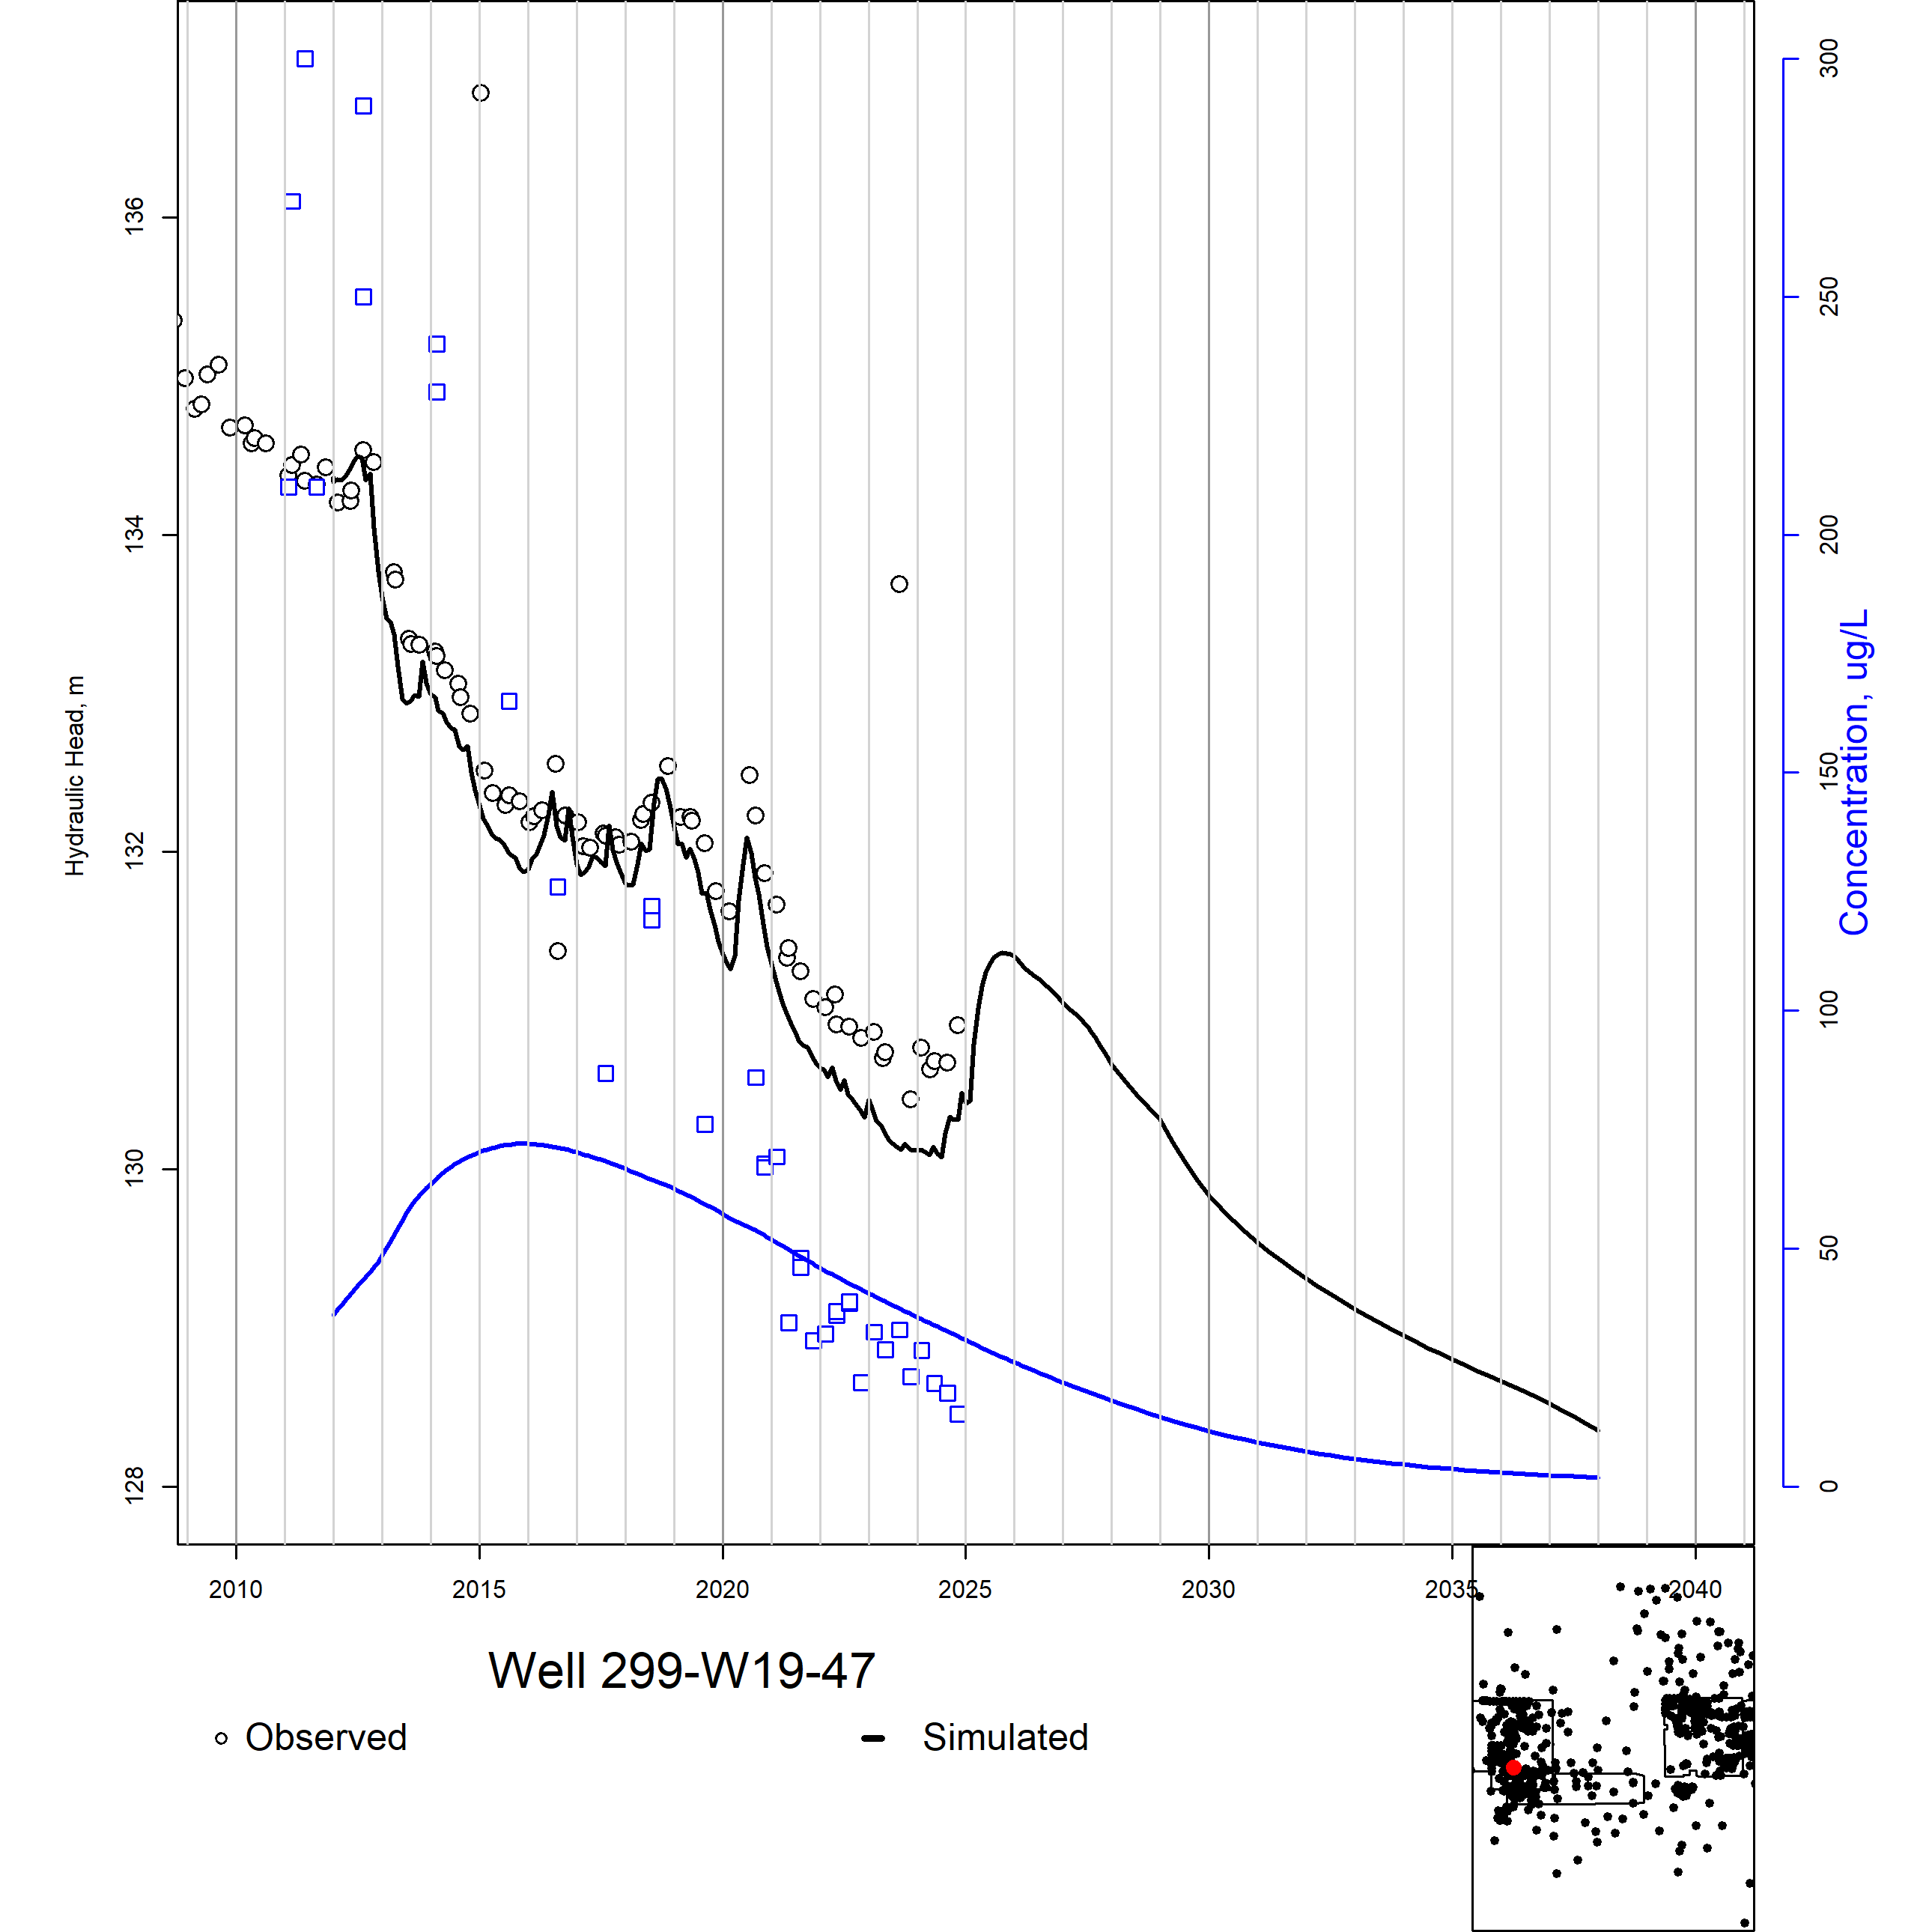 136
134
132
130
128
Hydraulic Head, m
300
250
200
150
100
50
0
Concentration, ug/L
2010 2015 2020 2025 2030 2035 2040
Well 299-W19-47
Observed Simulated